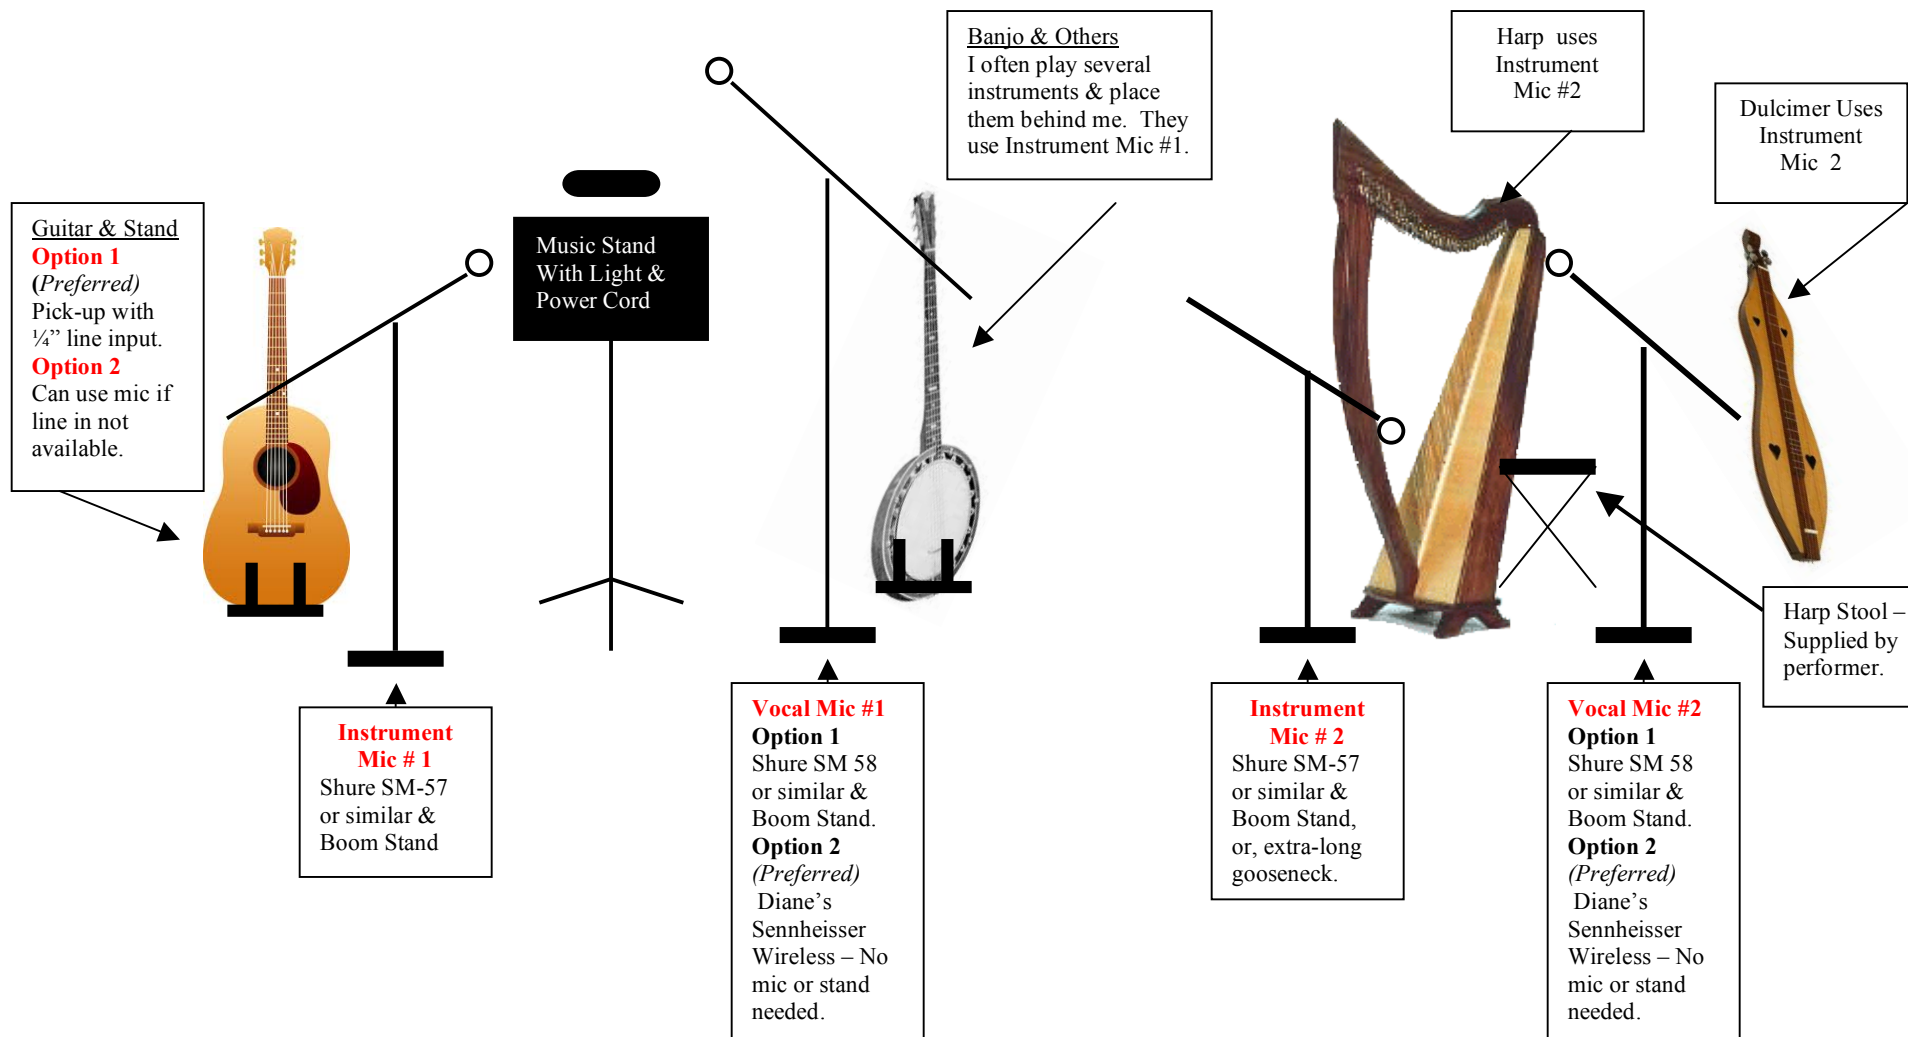 Guitar & Stand
Option 1
(Preferred)
Pick-up with
¼” line input.
Option 2
Can use mic if
line in not
available.
Music Stand
With Light &
Power Cord
Banjo & Others
I often play several
instruments & place
them behind me.  They
use Instrument Mic #1.
Harp  uses
Instrument
Mic #2
Dulcimer Uses
Instrument
Mic  2
Harp Stool –
Supplied by
performer.
Instrument
Mic # 1
Shure SM-57
or similar &
Boom Stand
Vocal Mic #1
Option 1
Shure SM 58
or similar &
Boom Stand.
Option 2
(Preferred)
Diane’s
Sennheisser
Wireless – No
mic or stand
needed.
Instrument
Mic # 2
Shure SM-57
or similar &
Boom Stand,
or, extra-long
gooseneck.
Vocal Mic #2
Option 1
Shure SM 58
or similar &
Boom Stand.
Option 2
(Preferred)
Diane’s
Sennheisser
Wireless – No
mic or stand
needed.